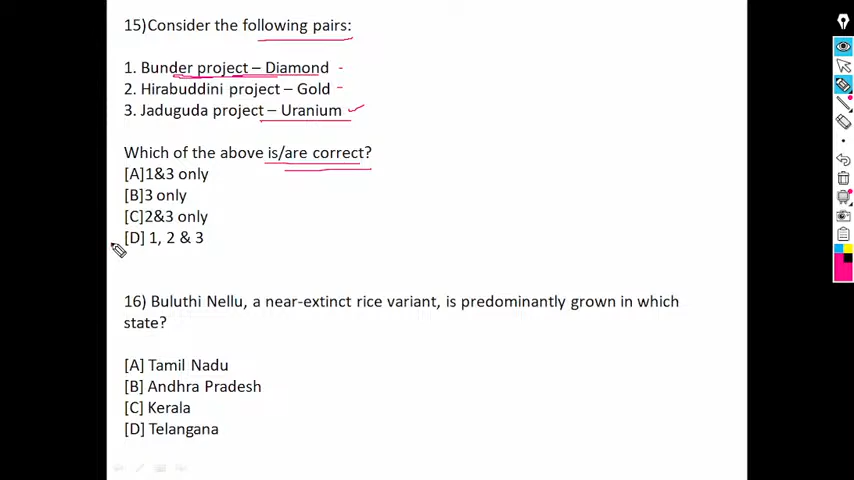 15)Consider the following pairs:
1. Bunder project – Diamond
2. Hirabuddini project – Gold
3. Jaduguda project – Uranium
Which of the above is/are correct?
[A]1&3 only
[B]3 only
[C]2&3 only
[D] 1, 2 & 3
16) Buluthi Nellu, a near-extinct rice variant, is predominantly grown in which
state?
[A] Tamil Nadu
[B] Andhra Pradesh
[C] Kerala
[D] Telangana